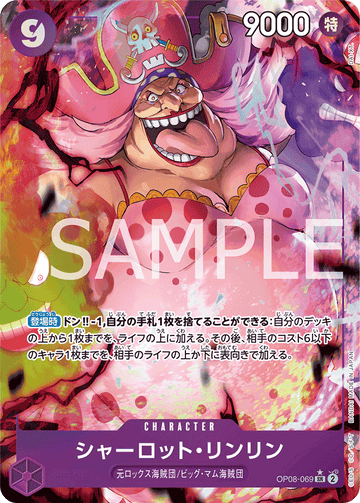 9
9000
特
SAMPLE
登場時 ドン!!-1,自分の手札1枚を捨てることができる:自分のデッキ
の上から1枚までを、ライフの上に加える。その後、相手のコスト6以下
のキャラ1枚までを、相手のライフの上か下に表向きで加える。
CHARACTER
シャーロット・リンリン
OP08-069 SR 2
元ロックス海賊団/ビッグ・マム海賊団